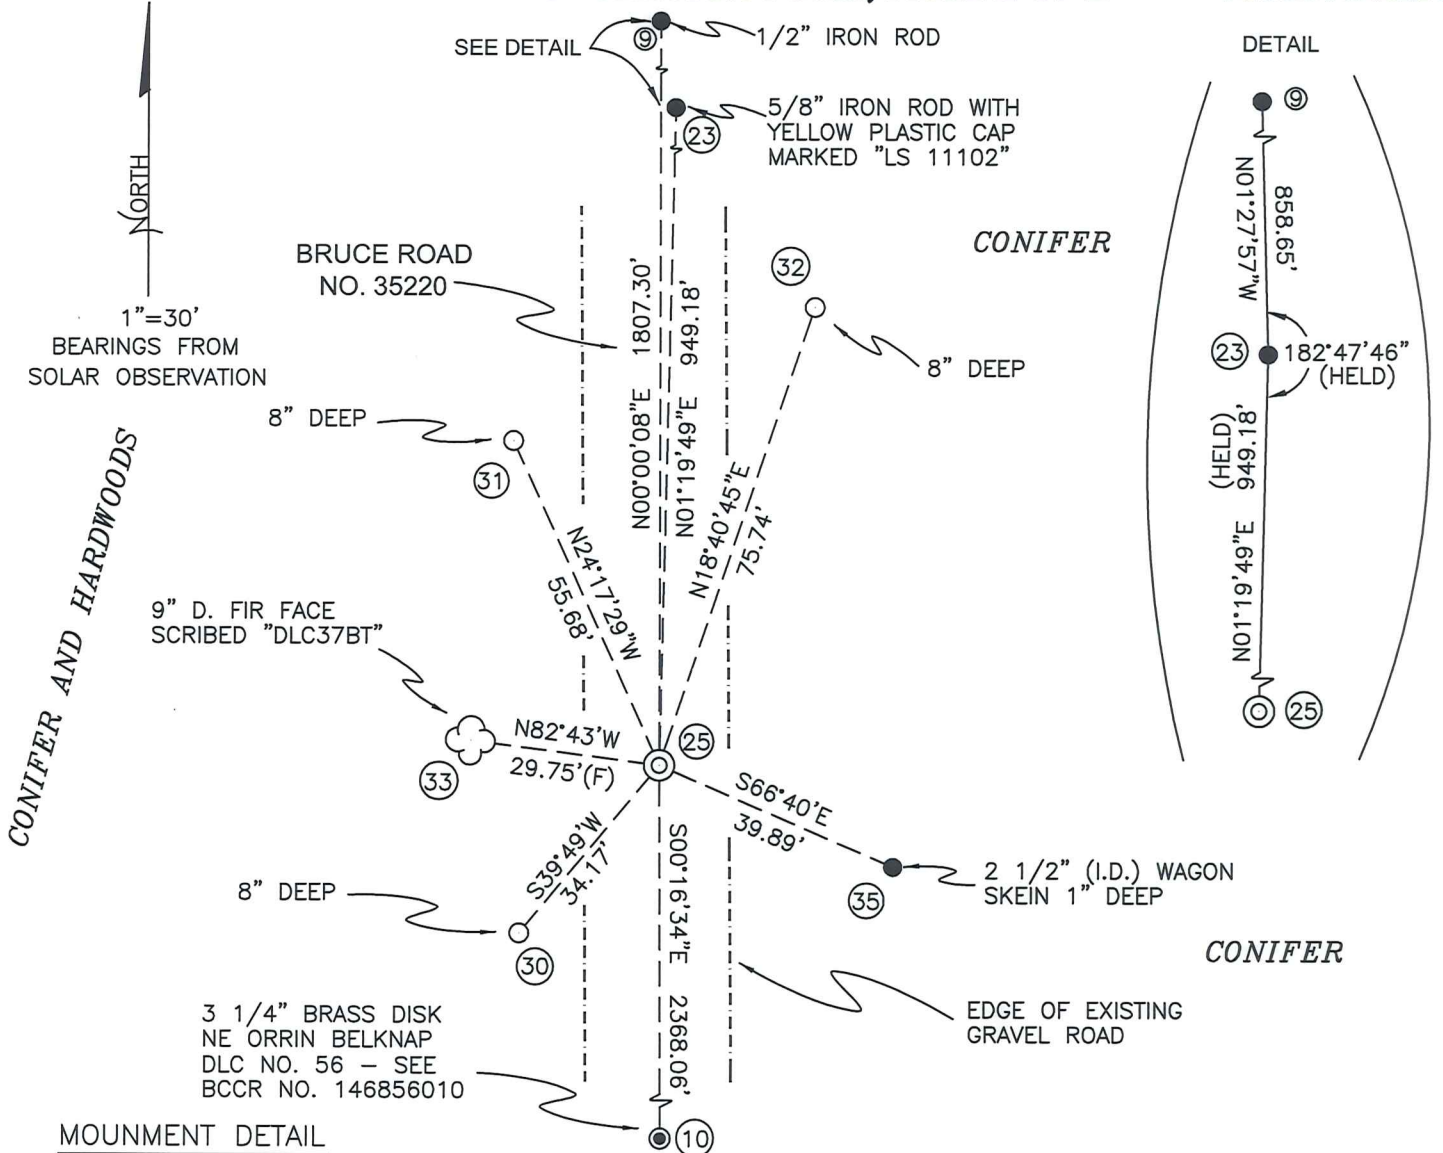 1/2" IRON ROD
SEE DETAIL
9
5/8" IRON ROD WITH
YELLOW PLASTIC CAP
MARKED "LS 11102"
23
NORTH
1"=30'
BEARINGS FROM
SOLAR OBSERVATION
BRUCE ROAD
NO. 35220
CONIFER
32
8" DEEP
N00°00'08"E 1807.30'
N01°19'49"E 949.18'
N18°40'45"E
75.74'
8" DEEP
31
N24°17'29"W
55.68'
CONIFER AND HARDWOODS
9" D. FIR FACE
SCRIBED "DLC37BT"
33
N82°43'W
29.75'(F)
25
S66°40'E
39.89'
2 1/2" (I.D.) WAGON
SKEIN 1" DEEP
35
S39°49'W
34.17'
8" DEEP
30
S00°16'34"E 2368.06'
CONIFER
EDGE OF EXISTING
GRAVEL ROAD
3 1/4" BRASS DISK
NE ORRIN BELKNAP
DLC NO. 56 – SEE
BCCR NO. 146856010
10
MOUNMENT DETAIL
DETAIL
9
858.65'
N01°27'57"W
23
182°47'46"
(HELD)
(HELD)
N01°19'49"E 949.18'
25